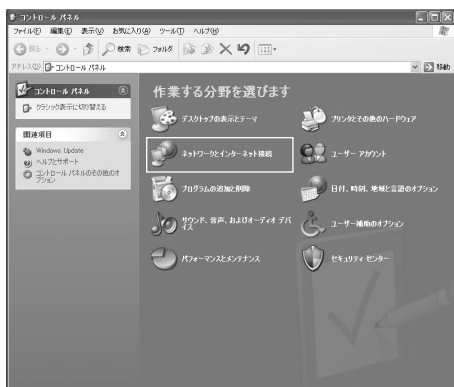 コントロール パネル
ファイル(F) 編集(E) 表示(V) お気に入り(A) ツール(T) ヘルプ(H)
戻る 検索 フォルダ
アドレス(D) コントロール パネル 移動
コントロール パネル
クラシック表示に切り替える
関連項目
Windows Update
ヘルプとサポート
コントロール パネルのその他のオ
プション
作業する分野を選びます
デスクトップの表示とテーマ
プリンタとその他のハードウェア
ネットワークとインターネット接続
ユーザー アカウント
プログラムの追加と削除
日付、時刻、地域と言語のオプション
サウンド、音声、およびオーディオ デバ
イス
ユーザー補助のオプション
パフォーマンスとメンテナンス
セキュリティ センター